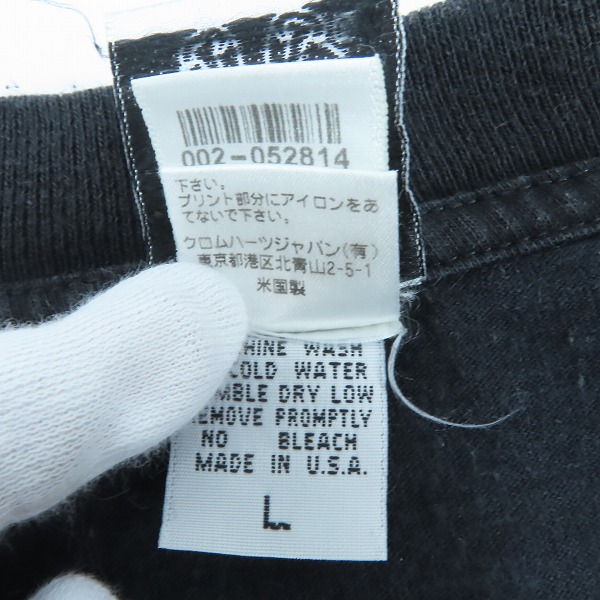 002-052814
下さい。
プリント部分にアイロンをあ
てないで下さい。
クロムハーツジャパン(有)
東京都港区北青山2-5-1
米国製
WASH
COLD WATER
DRY LOW
REMOVE PROMPTLY
NO BLEACH
MADE IN U.S.A.
L